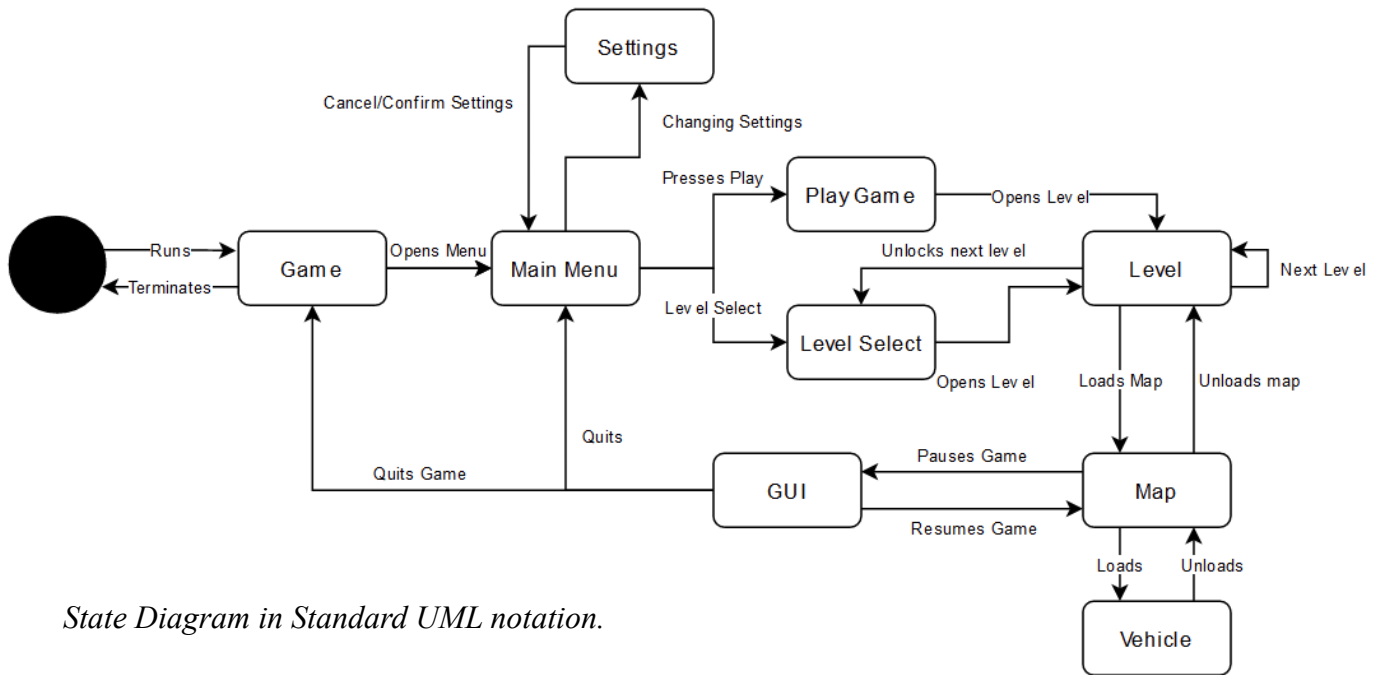 Settings
Cancel/Confirm Settings
Changing Settings
Presses Play
Play Game
Opens Level
Runs
Game
Opens Menu
Main Menu
Unlocks next level
Level
Next Level
Terminates
Level Select
Level Select
Opens Level
Loads Map
Unloads map
Quits
Pauses Game
Quits Game
GUI
Map
Resumes Game
Loads
Unloads
State Diagram in Standard UML notation.
Vehicle